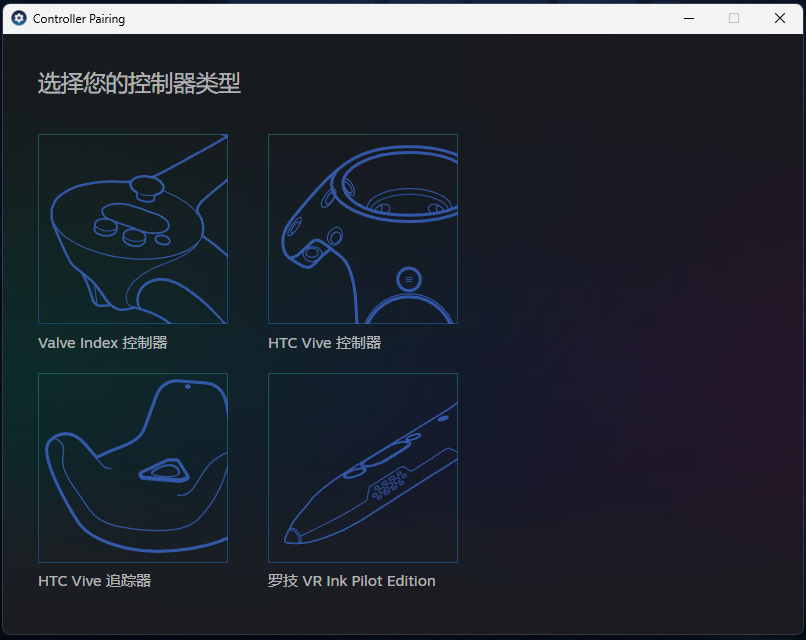 Controller Pairing
选择您的控制器类型
Valve Index 控制器
HTC Vive 控制器
HTC Vive 追踪器
罗技 VR Ink Pilot Edition